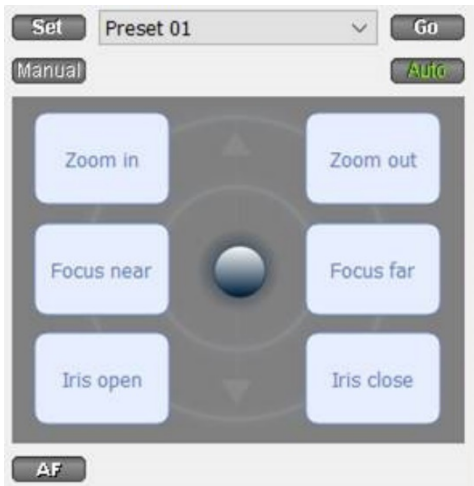 Set Preset 01 Go
Manual Auto
Zoom in Zoom out
Focus near Focus far
Iris open Iris close
AF